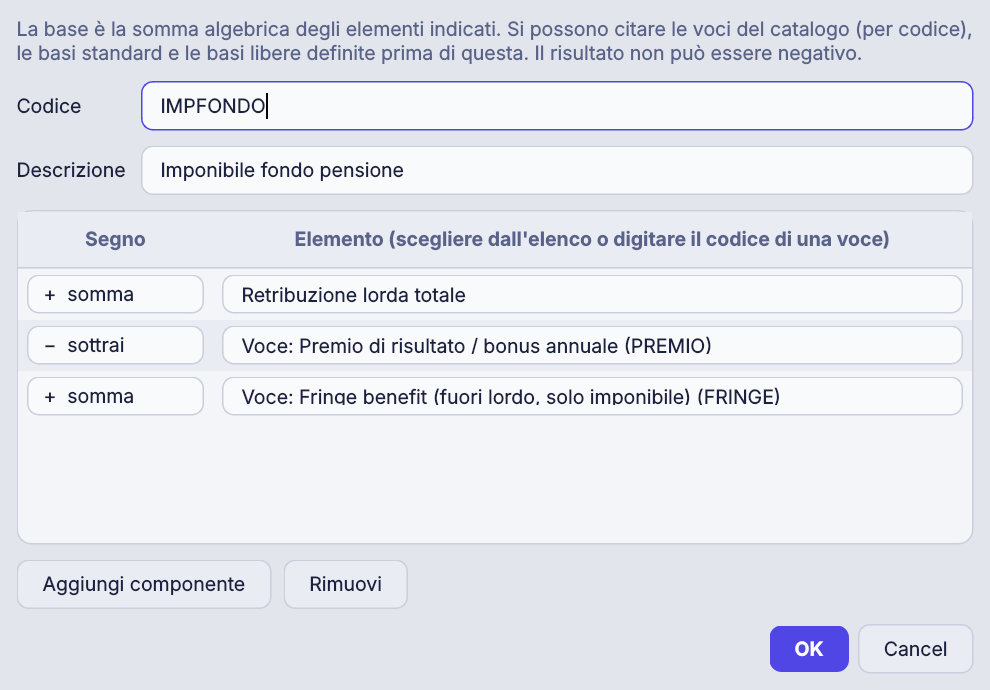 La base è la somma algebrica degli elementi indicati. Si possono citare le voci del catalogo (per codice),
le basi standard e le basi libere definite prima di questa. Il risultato non può essere negativo.
Codice IMPFONDO
Descrizione Imponibile fondo pensione
Segno Elemento (scegliere dall'elenco o digitare il codice di una voce)
+ somma Retribuzione lorda totale
− sottrai Voce: Premio di risultato / bonus annuale (PREMIO)
+ somma Voce: Fringe benefit (fuori lordo, solo imponibile) (FRINGE)
Aggiungi componente Rimuovi
OK Cancel